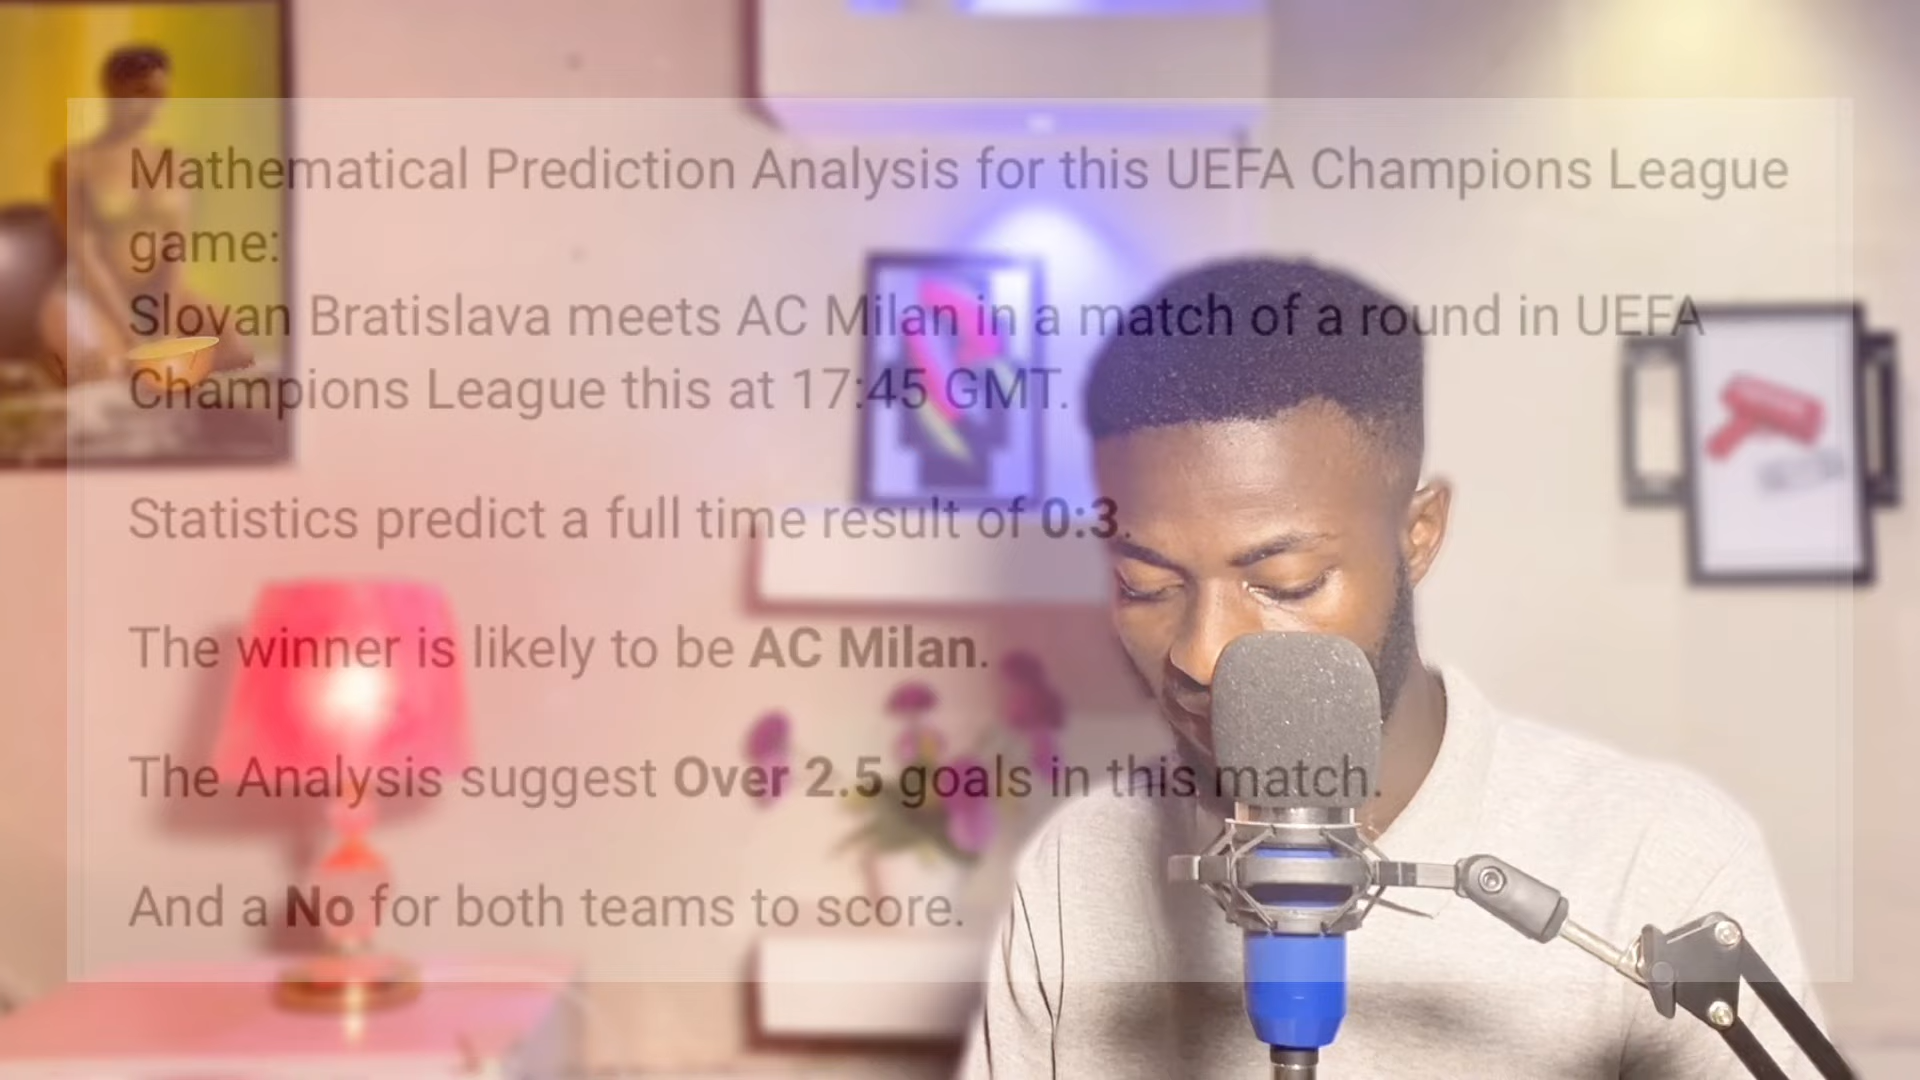 Mathematical Prediction Analysis for this UEFA Champions League
game:
Slovan Bratislava meets AC Milan in a match of a round in UEFA
Champions League this at 17:45 GMT.
Statistics predict a full time result of 0:3.
The winner is likely to be AC Milan.
The Analysis suggest Over 2.5 goals in this match.
And a No for both teams to score.